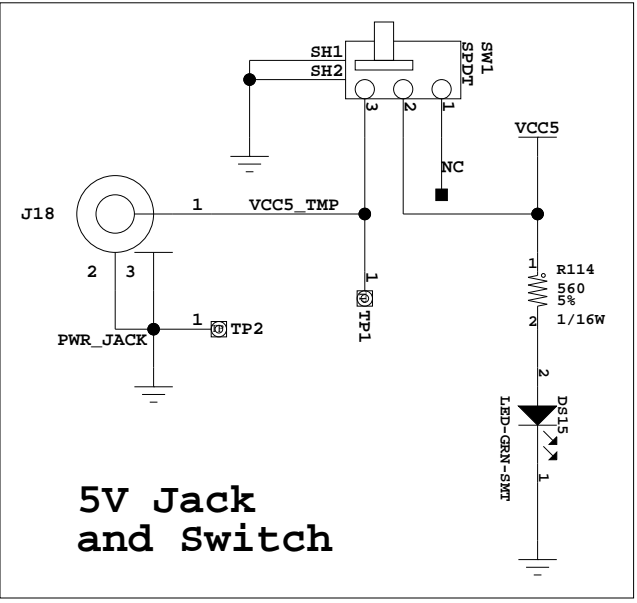 SH1
SH2
SW1
SPDT
3
2
1
NC
VCC5
J18
1
VCC5_TMP
2
3
1
TP2
PWR_JACK
1
TP1
1
R114
560
5%
1/16W
2
2
DS15
LED-GRN-SMT
1
5V Jack
and Switch